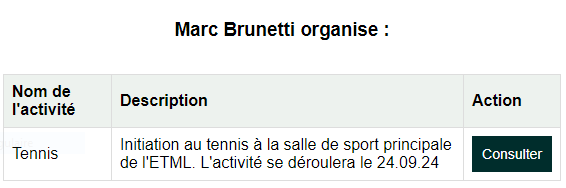 Marc Brunetti organise :
Nom de
l'activité
Description
Action
Tennis
Initiation au tennis à la salle de sport principale
de l'ETML. L'activité se déroulera le 24.09.24
Consulter